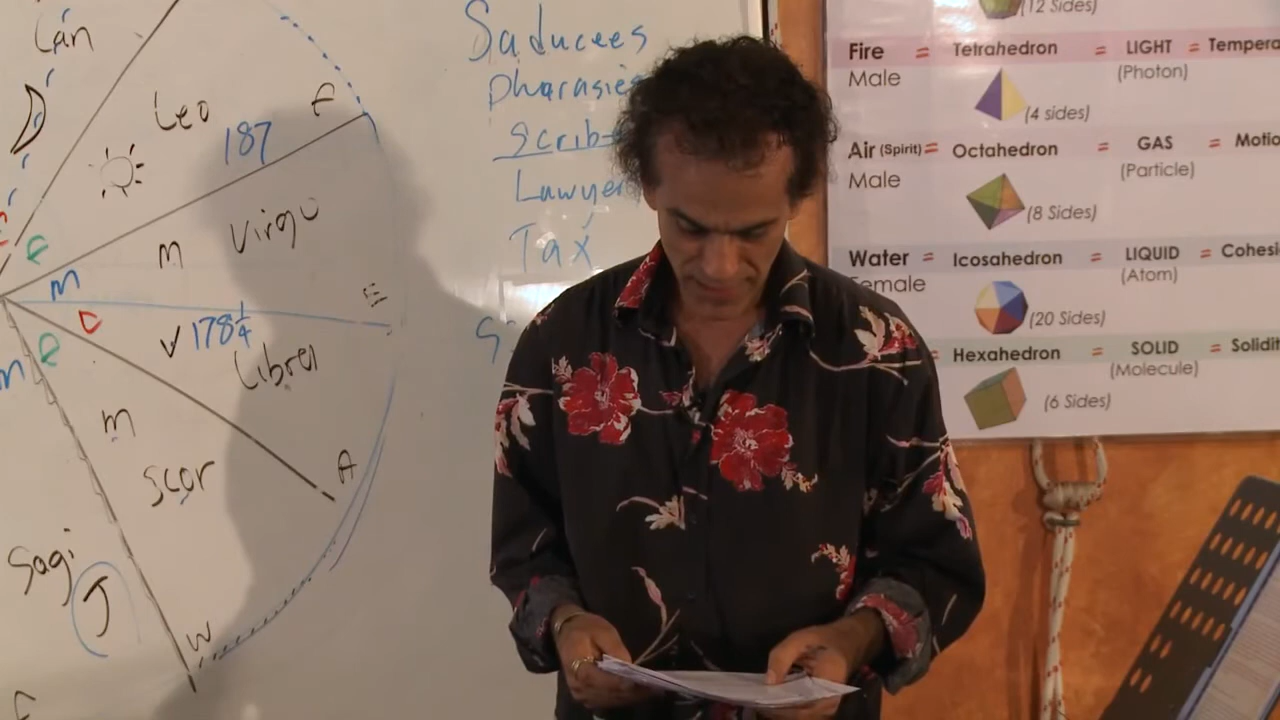 Can
Leo
187
E
m Virgo
E
m
178¼
Libra
m
Scor
A
Sagi
J
W
Saducees
pharasies
Scrib
Lawyer
Tax
(12 Sides)
Fire = Tetrahedron = LIGHT = Tempera
Male (Photon)
(4 sides)
Air (Spirit) = Octahedron = GAS = Motio
Male (Particle)
(8 Sides)
Water = Icosahedron = LIQUID = Cohesi
Female (Atom)
(20 Sides)
= Hexahedron = SOLID = Solidit
(Molecule)
(6 Sides)